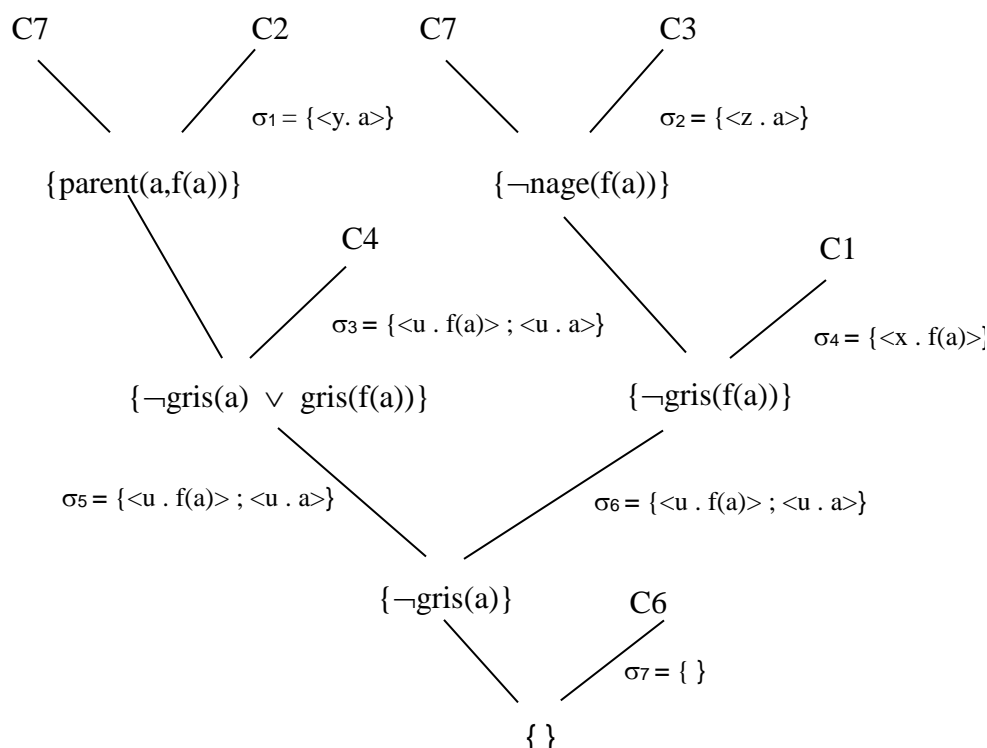 C7 C2 C7 C3
σ1 = {<y. a>} σ2 = {<z . a>}
{parent(a,f(a))} {¬nage(f(a))}
C4 C1
σ3 = {<u . f(a)> ; <u . a>} σ4 = {<x . f(a)>}
{¬gris(a) ∨ gris(f(a))} {¬gris(f(a))}
σ5 = {<u . f(a)> ; <u . a>} σ6 = {<u . f(a)> ; <u . a>}
{¬gris(a)} C6
σ7 = { }
{ }